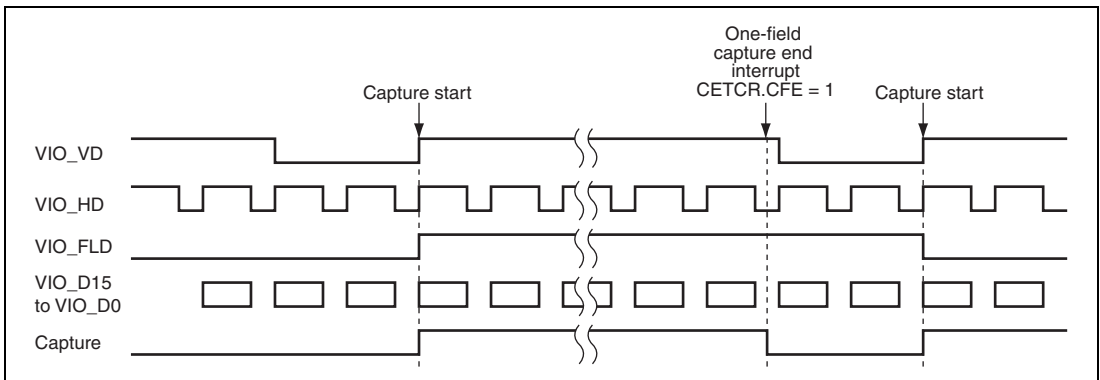 One-field
capture end
interrupt
CETCR.CFE = 1
Capture start
Capture start
VIO_VD
VIO_HD
VIO_FLD
VIO_D15
to VIO_D0
Capture